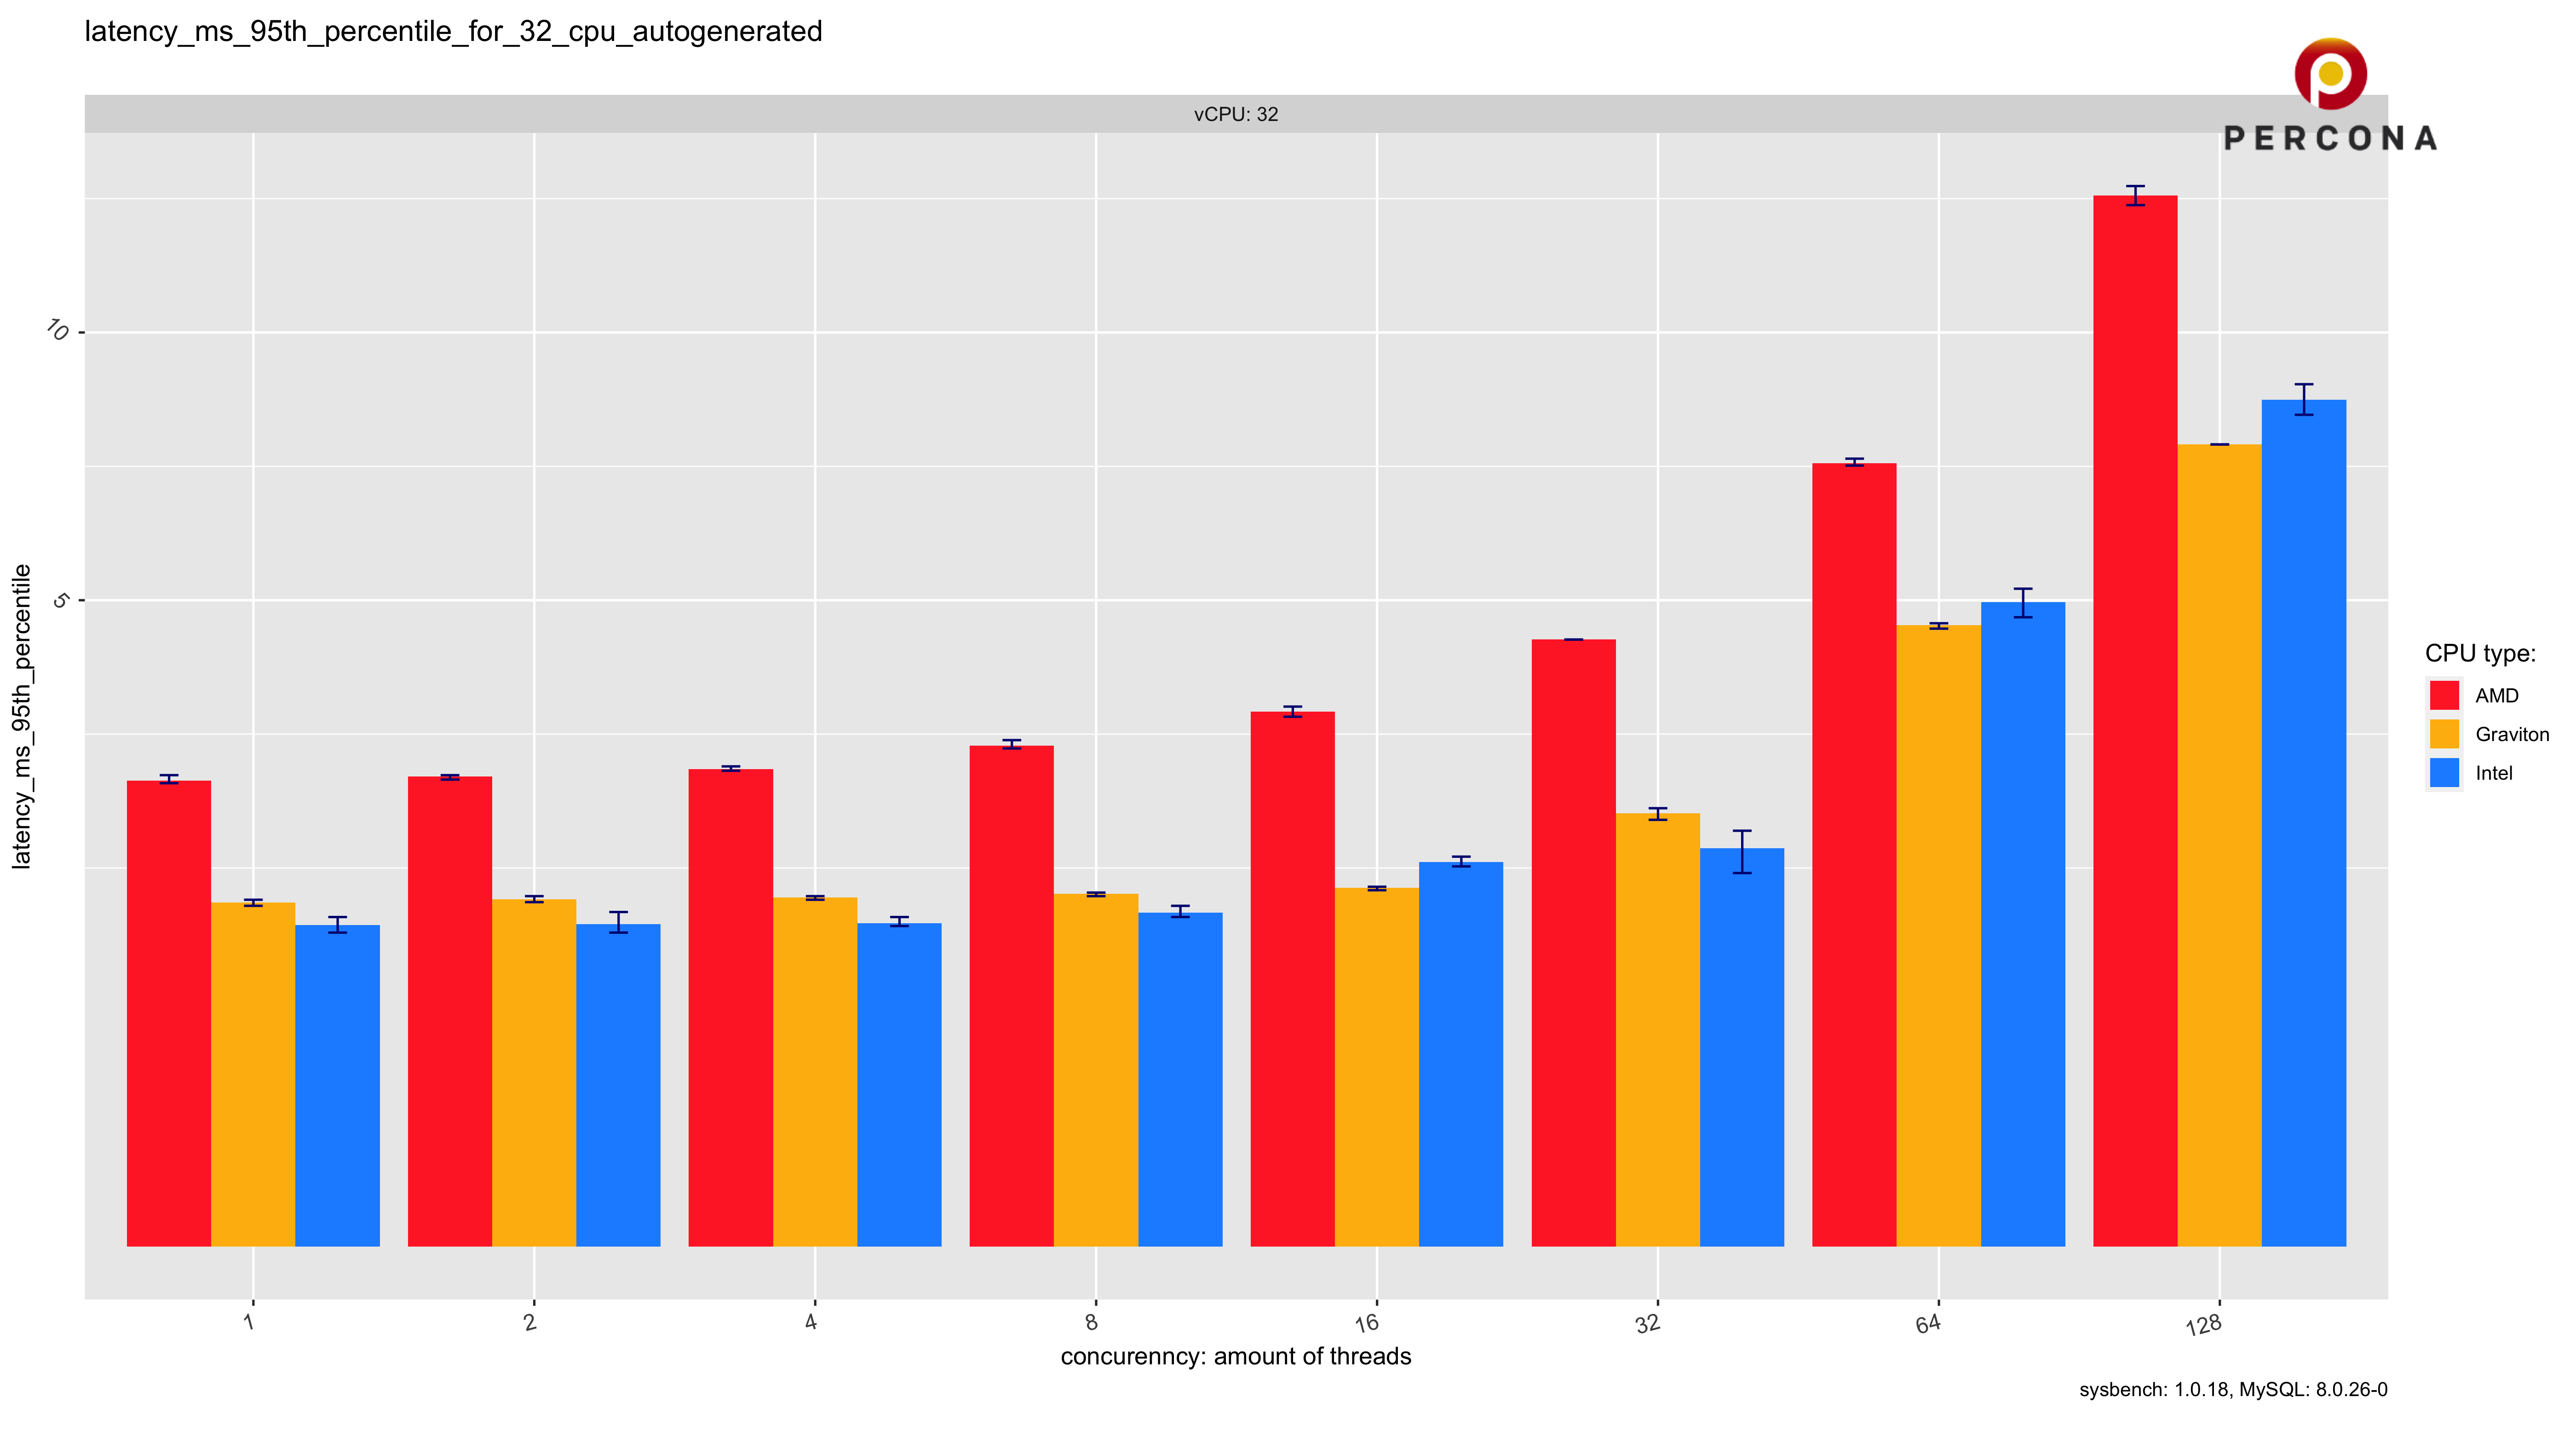 latency_ms_95th_percentile_for_32_cpu_autogenerated
PERCONA
vCPU: 32
latency_ms_95th_percentile
10
5
1 2 4 8 16 32 64 128
concurenncy: amount of threads
CPU type:
AMD
Graviton
Intel
sysbench: 1.0.18, MySQL: 8.0.26-0